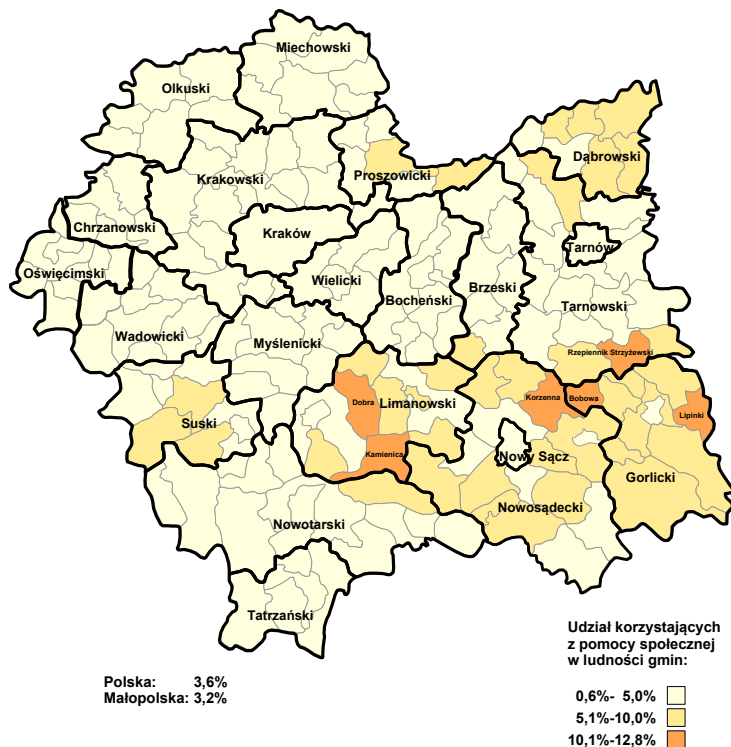 Miechowski
Olkuski
Dąbrowski
Proszowicki
Krakowski
Chrzanowski
Kraków
Tarnów
Oświęcimski
Wielicki
Bocheński
Brzeski
Tarnowski
Wadowicki
Myślenicki
Rzepiennik Strzyżewski
Dobra
Limanowski
Korzenna
Bobowa
Lipinki
Suski
Kamienica
Nowy Sącz
Gorlicki
Nowosądecki
Nowotarski
Tatrzański
Udział korzystających
z pomocy społecznej
w ludności gmin:
Polska: 3,6%
Małopolska: 3,2%
0,6%- 5,0%
5,1%-10,0%
10,1%-12,8%